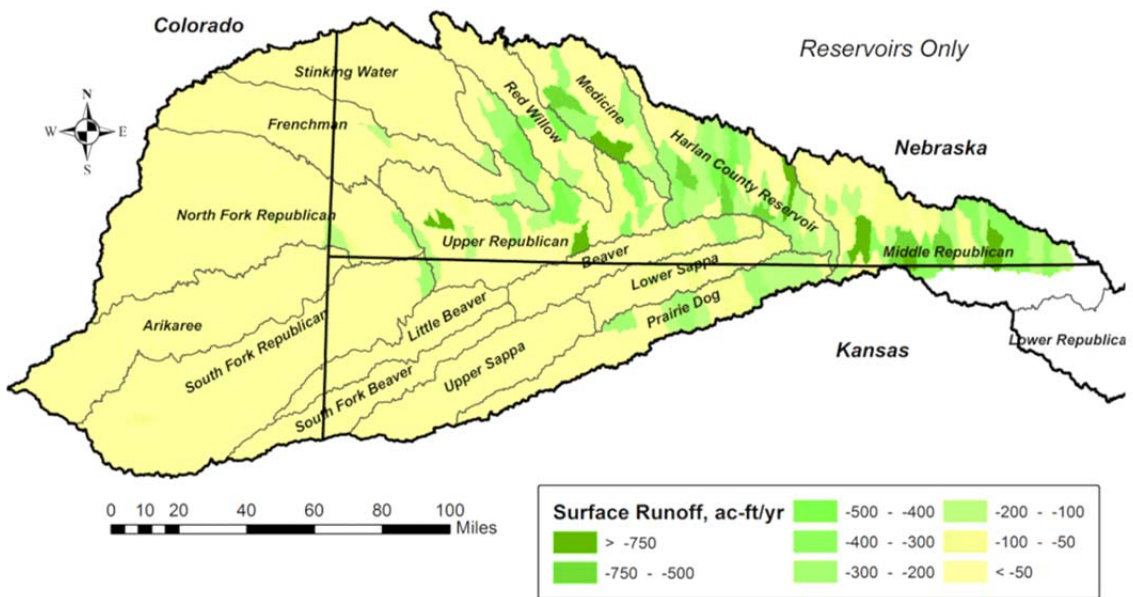 Colorado
Reservoirs Only
Stinking Water
Medicine
Red Willow
Frenchman
Harlan County Reservoir
Nebraska
N
W E
S
North Fork Republican
Upper Republican
Middle Republican
Beaver
Lower Sappa
Little Beaver
Prairie Dog
Arikaree
South Fork Republican
Lower Republica
Kansas
Upper Sappa
South Fork Beaver
0 10 20 40 60 80 100
Miles
Surface Runoff, ac-ft/yr
> -750
-750 - -500
-500 - -400
-400 - -300
-300 - -200
-200 - -100
-100 - -50
< -50